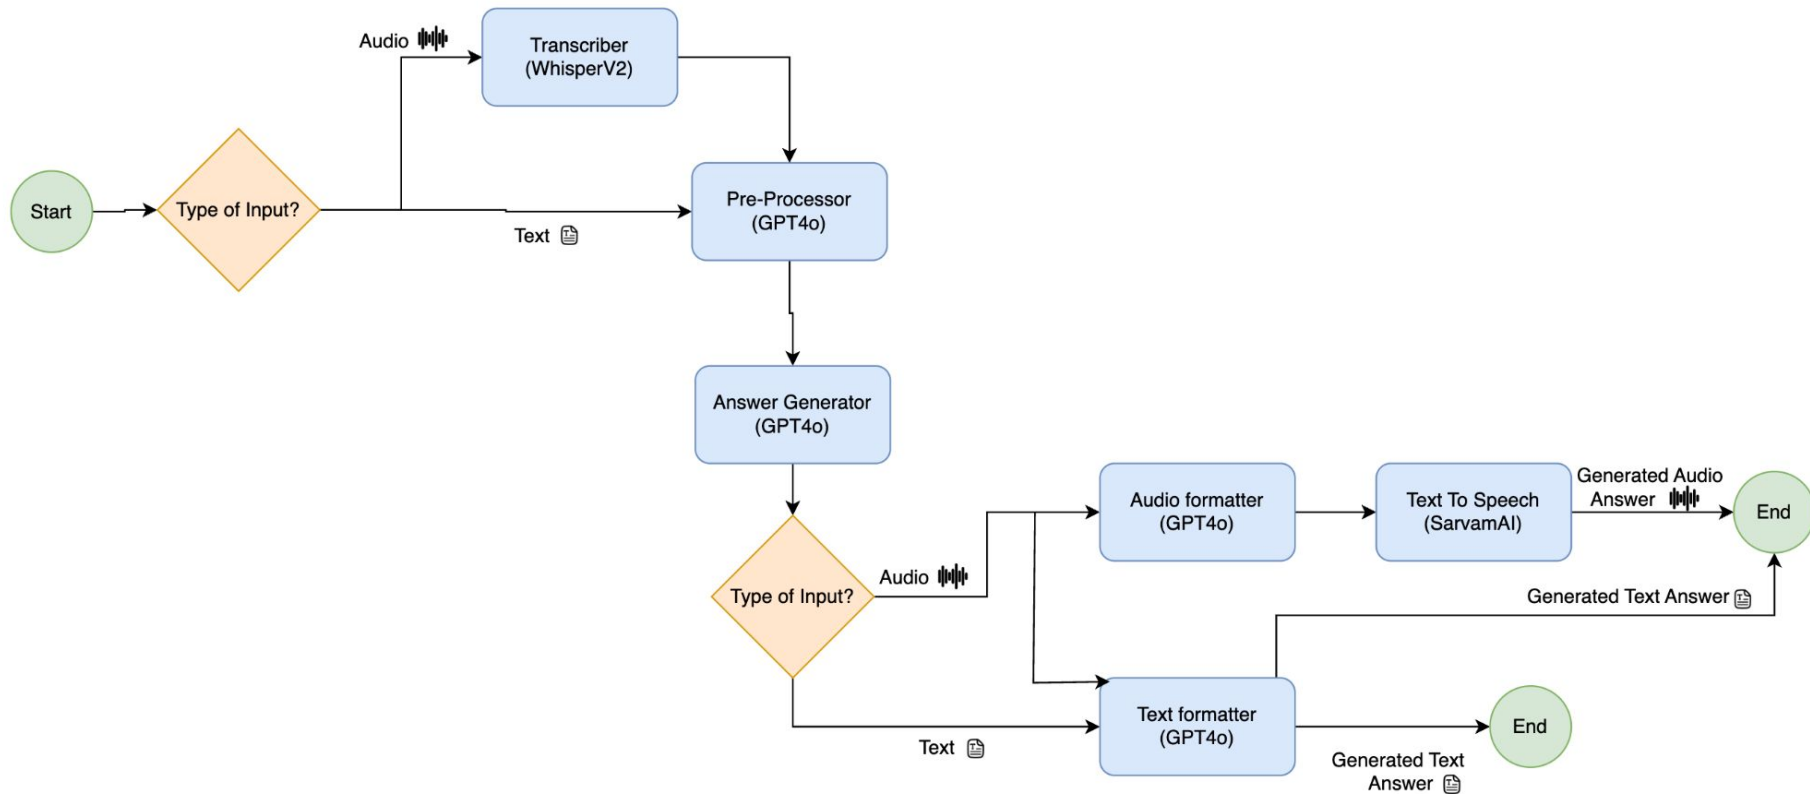 Audio
Transcriber
(WhisperV2)
Start
Type of Input?
Text
Pre-Processor
(GPT4o)
Answer Generator
(GPT4o)
Type of Input?
Audio
Audio formatter
(GPT4o)
Text To Speech
(SarvamAI)
Generated Audio
Answer
End
Generated Text Answer
Text
Text formatter
(GPT4o)
End
Generated Text
Answer